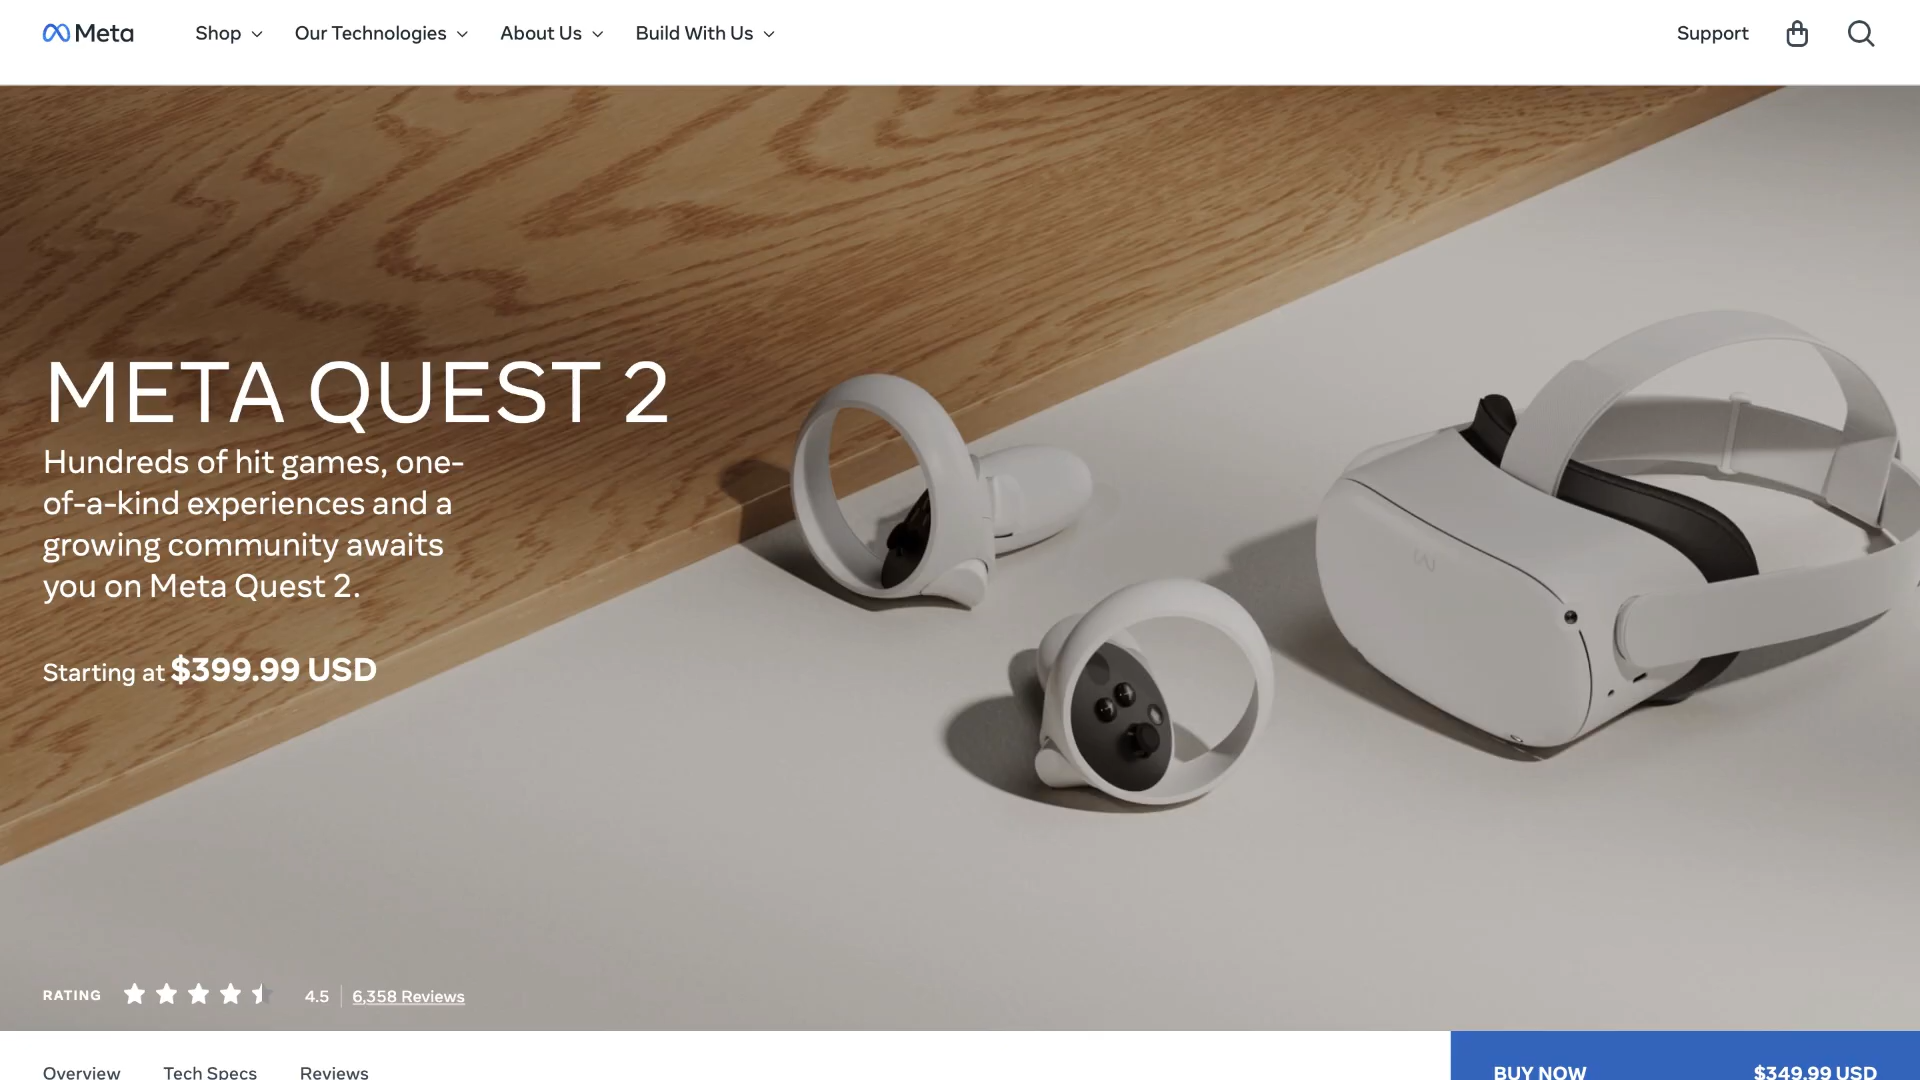 Meta
Shop
Our Technologies
About Us
Build With Us
Support
META QUEST 2
Hundreds of hit games, one-
of-a-kind experiences and a
growing community awaits
you on Meta Quest 2.
Starting at $399.99 USD
RATING
4.5
6,358 Reviews
Overview
Tech Specs
Reviews
BUY NOW
$349.99 USD